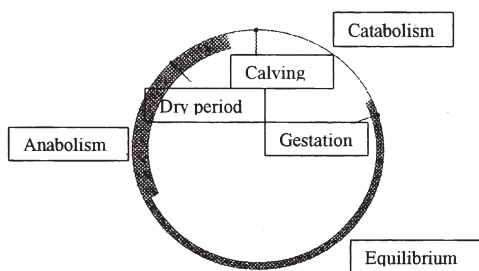 Catabolism
Calving
Dry period
Anabolism
Gestation
Equilibrium